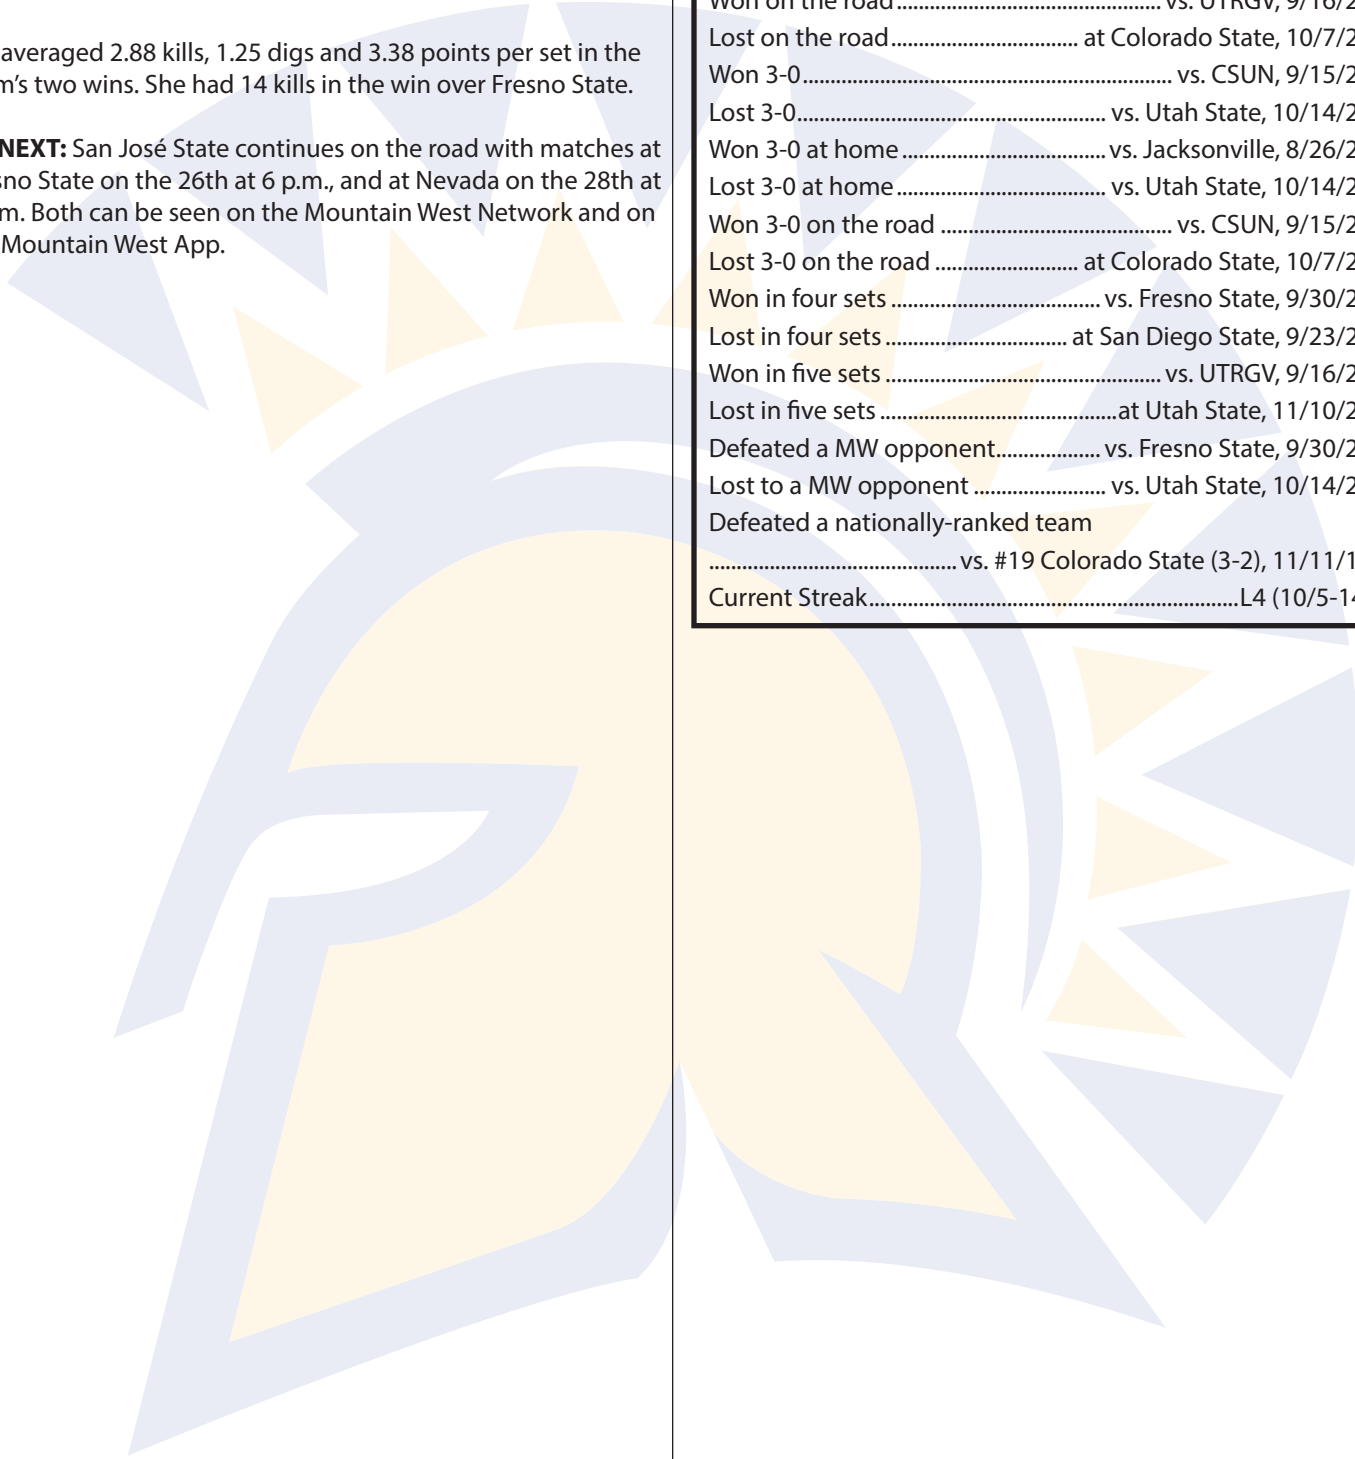 averaged 2.88 kills, 1.25 digs and 3.38 points per set in the
m’s two wins. She had 14 kills in the win over Fresno State.
NEXT: San José State continues on the road with matches at
sno State on the 26th at 6 p.m., and at Nevada on the 28th at
m. Both can be seen on the Mountain West Network and on
Mountain West App.
Won on the road.................................................. vs. UTRGV, 9/16/2
Lost on the road.................................. at Colorado State, 10/7/2
Won 3-0................................................................... vs. CSUN, 9/15/2
Lost 3-0........................................................ vs. Utah State, 10/14/2
Won 3-0 at home..................................... vs. Jacksonville, 8/26/2
Lost 3-0 at home...................................... vs. Utah State, 10/14/2
Won 3-0 on the road .......................................... vs. CSUN, 9/15/2
Lost 3-0 on the road .......................... at Colorado State, 10/7/2
Won in four sets ...................................... vs. Fresno State, 9/30/2
Lost in four sets ................................. at San Diego State, 9/23/2
Won in five sets .................................................. vs. UTRGV, 9/16/2
Lost in five sets ...........................................at Utah State, 11/10/2
Defeated a MW opponent................... vs. Fresno State, 9/30/2
Lost to a MW opponent ........................ vs. Utah State, 10/14/2
Defeated a nationally-ranked team
............................................. vs. #19 Colorado State (3-2), 11/11/1
Current Streak...................................................................L4 (10/5-14